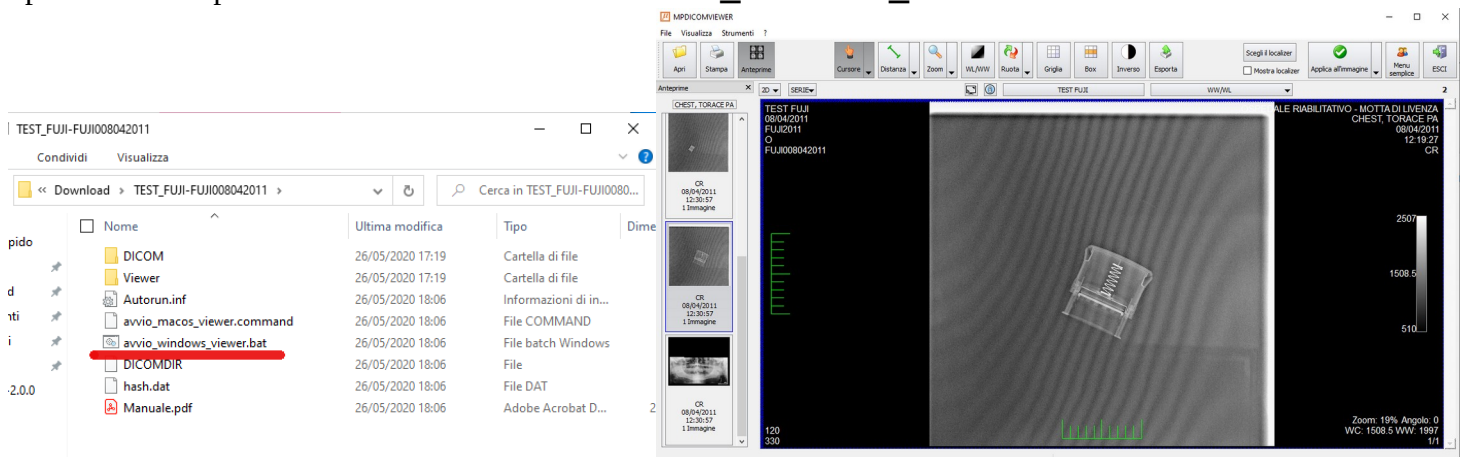 TEST_FUJI-FUJI008042011
Condividi Visualizza
« Download › TEST_FUJI-FUJI008042011 ›
Cerca in TEST_FUJI-FUJI0080...
Nome Ultima modifica Tipo Dime
pido
DICOM 26/05/2020 17:19 Cartella di file
Viewer 26/05/2020 17:19 Cartella di file
d Autorun.inf 26/05/2020 18:06 Informazioni di in...
nti avvio_macos_viewer.command 26/05/2020 18:06 File COMMAND
i avvio_windows_viewer.bat 26/05/2020 18:06 File batch Windows
DICOMDIR 26/05/2020 18:06 File
-2.0.0 hash.dat 26/05/2020 18:06 File DAT
Manuale.pdf 26/05/2020 18:06 Adobe Acrobat D... 2
MPDICOMVIEWER
File Visualizza Strumenti ?
Apri Stampa Anteprime Cursore Distanza Zoom WL/WW Ruota Griglia Box Inverso Esporta
Scegli il localizer
Mostra localizer
Applica all'immagine
Menu semplice
ESCI
Anteprime × 2D SERIE TEST FUJI WW/WL 2
CHEST, TORACE PA
CR
08/04/2011
12:30:57
1 Immagine
CR
08/04/2011
12:30:57
1 Immagine
CR
08/04/2011
12:30:57
1 Immagine
TEST FUJI
08/04/2011
FUJI2011
O
FUJI008042011
ALE RIABILITATIVO - MOTTA DI LIVENZA
CHEST, TORACE PA
08/04/2011
12:19:27
CR
2507
1508.5
510
120
330
Zoom: 19% Angolo: 0
WC: 1508.5 WW: 1997
1/1